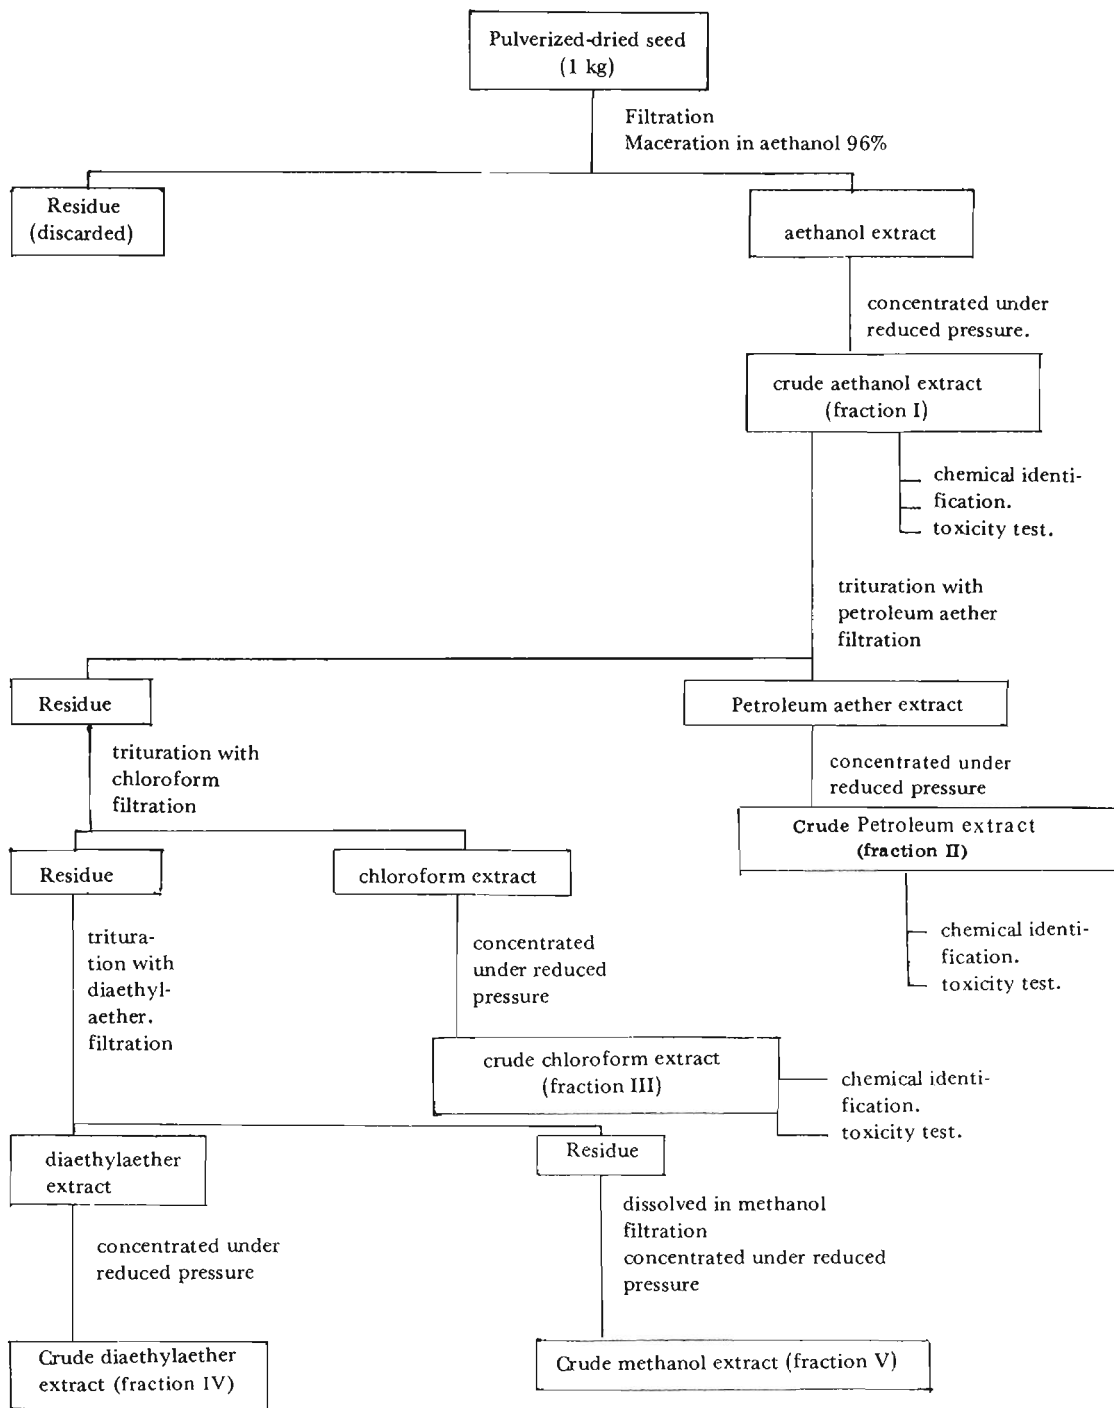 Pulverized-dried seed
(1 kg)
Filtration
Maceration in aethanol 96%
Residue
(discarded)
aethanol extract
concentrated under
reduced pressure.
crude aethanol extract
(fraction I)
chemical identi-
fication.
toxicity test.
trituration with
petroleum aether
filtration
Residue
Petroleum aether extract
trituration with
chloroform
filtration
concentrated under
reduced pressure
Crude Petroleum extract
(fraction II)
Residue
chloroform extract
chemical identi-
fication.
toxicity test.
tritura-
tion with
diaethyl-
aether.
filtration
concentrated
under reduced
pressure
crude chloroform extract
(fraction III)
chemical identi-
fication.
toxicity test.
diaethylaether
extract
Residue
concentrated under
reduced pressure
dissolved in methanol
filtration
concentrated under reduced
pressure
Crude diaethylaether
extract (fraction IV)
Crude methanol extract (fraction V)